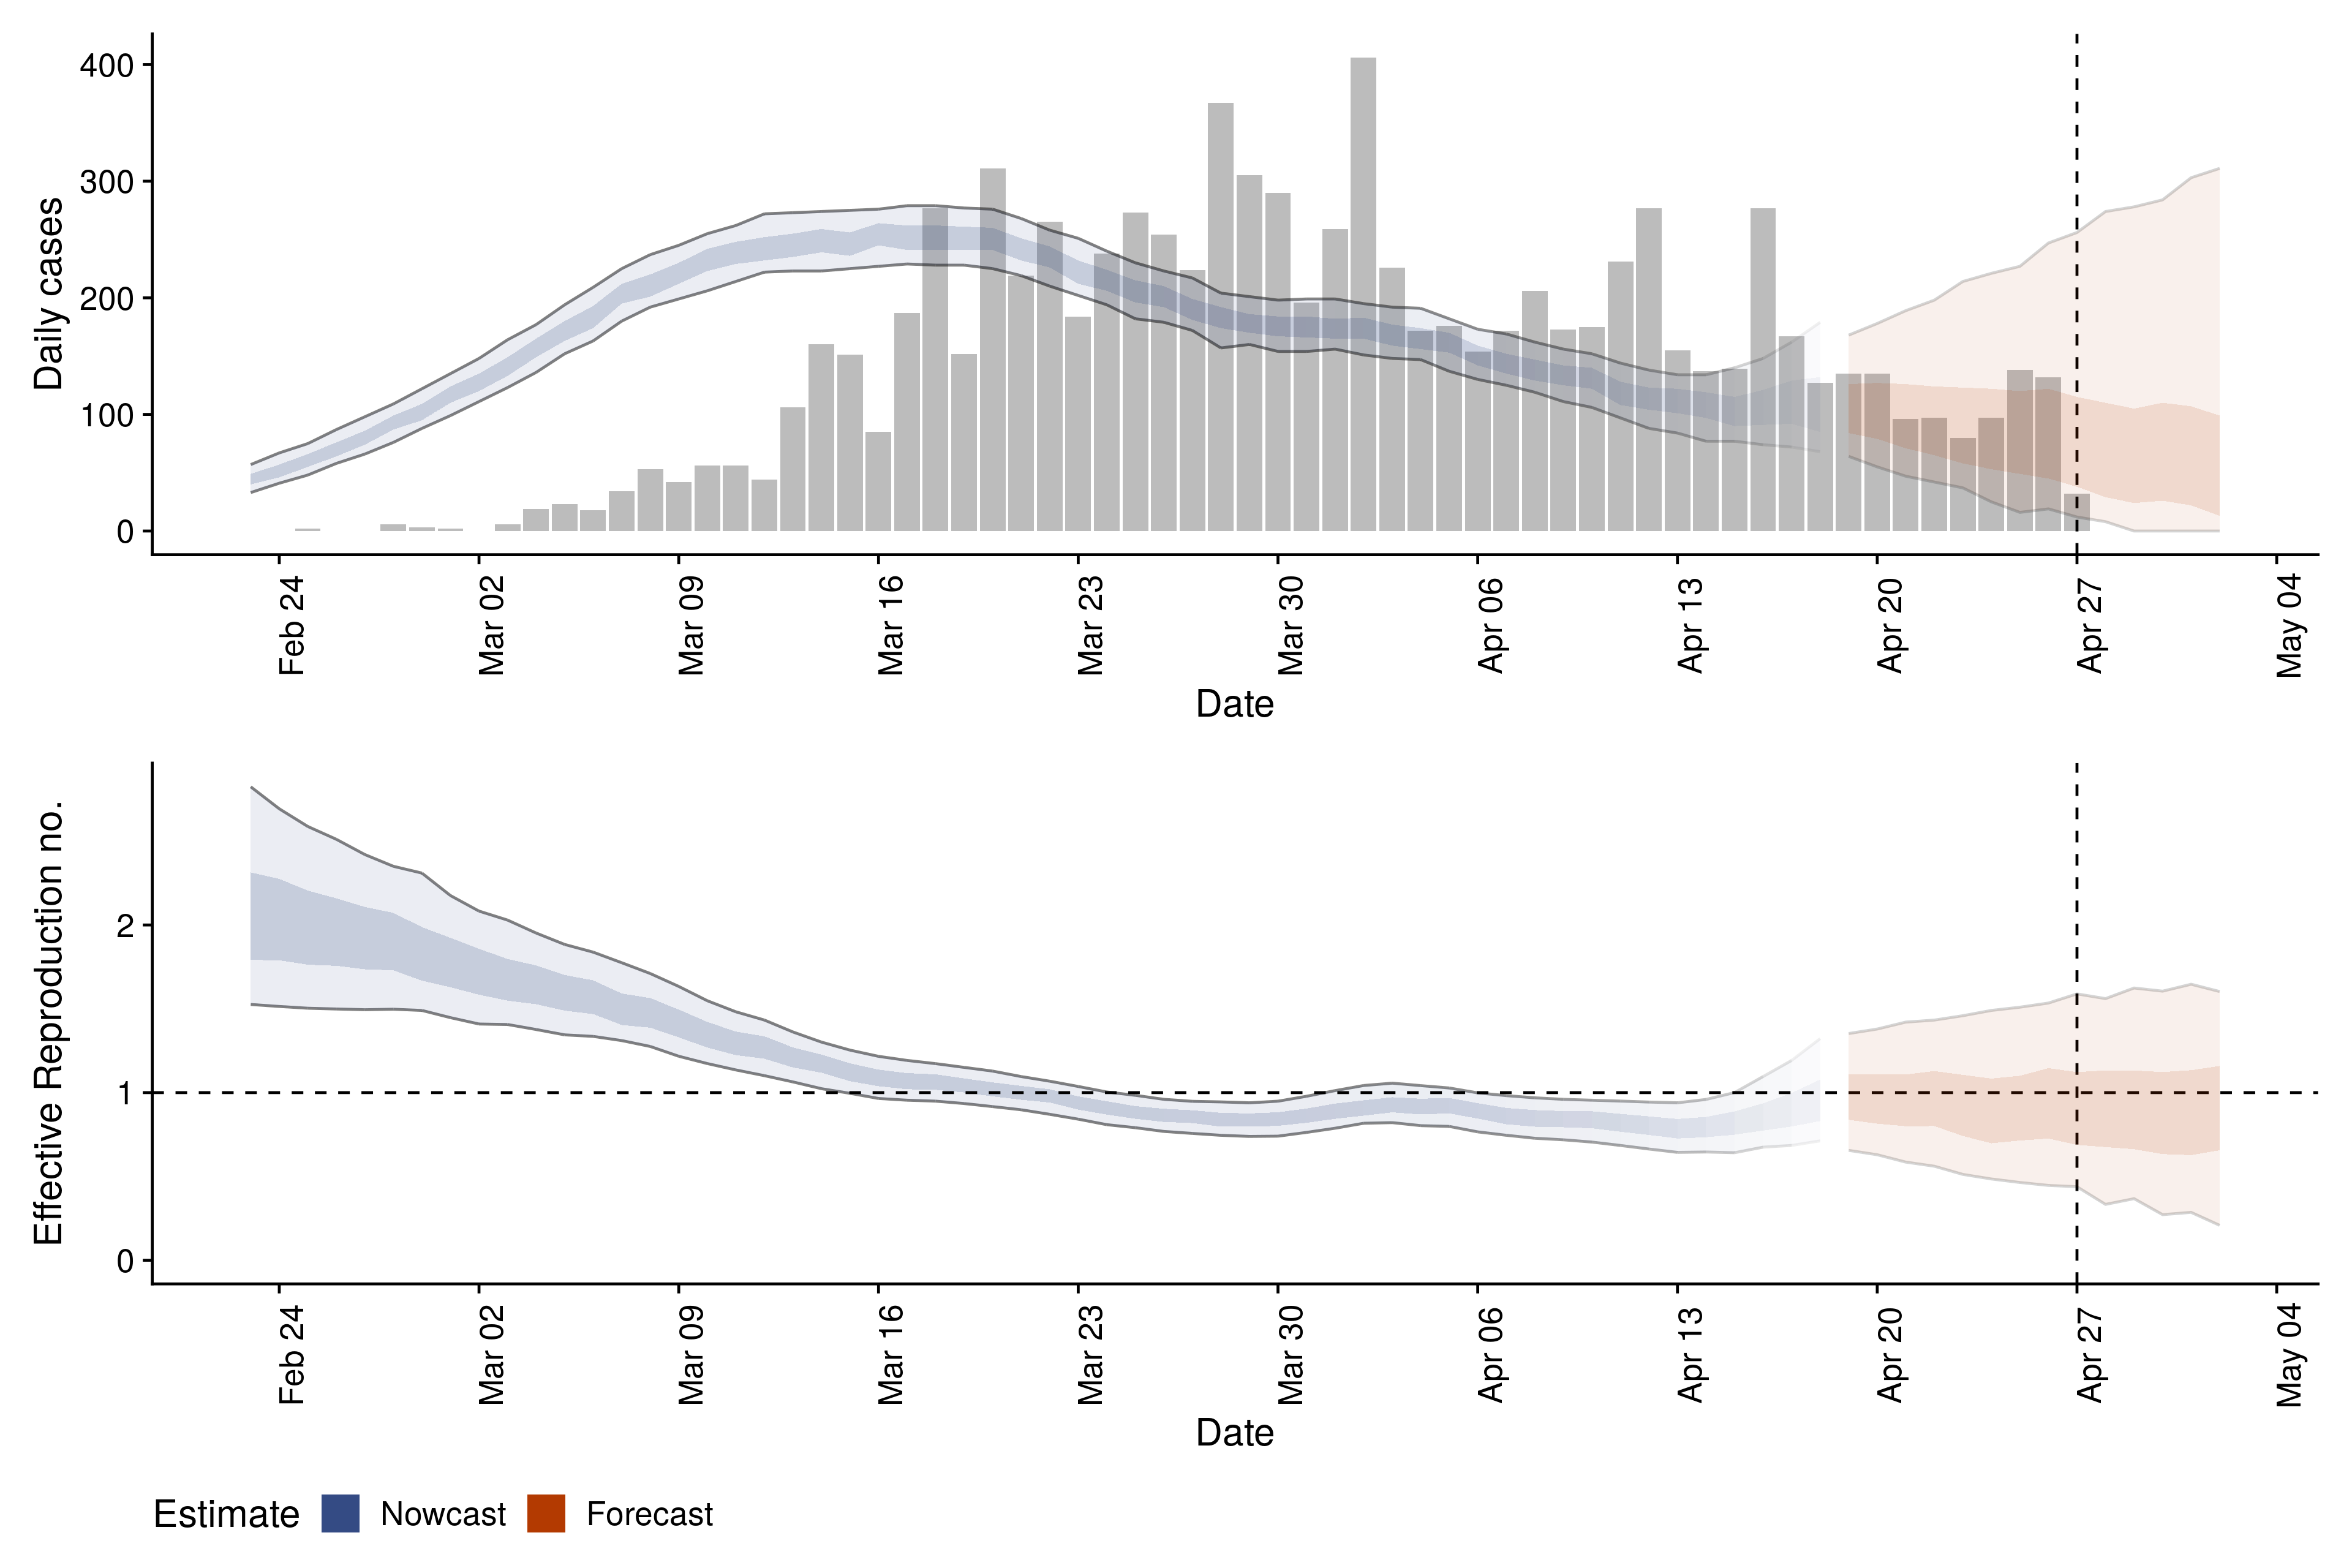 Daily cases
400
300
200
100
0
Feb 24
Mar 02
Mar 09
Mar 16
Mar 23
Mar 30
Apr 06
Apr 13
Apr 20
Apr 27
May 04
Date
Effective Reproduction no.
2
1
0
Feb 24
Mar 02
Mar 09
Mar 16
Mar 23
Mar 30
Apr 06
Apr 13
Apr 20
Apr 27
May 04
Date
Estimate Nowcast Forecast